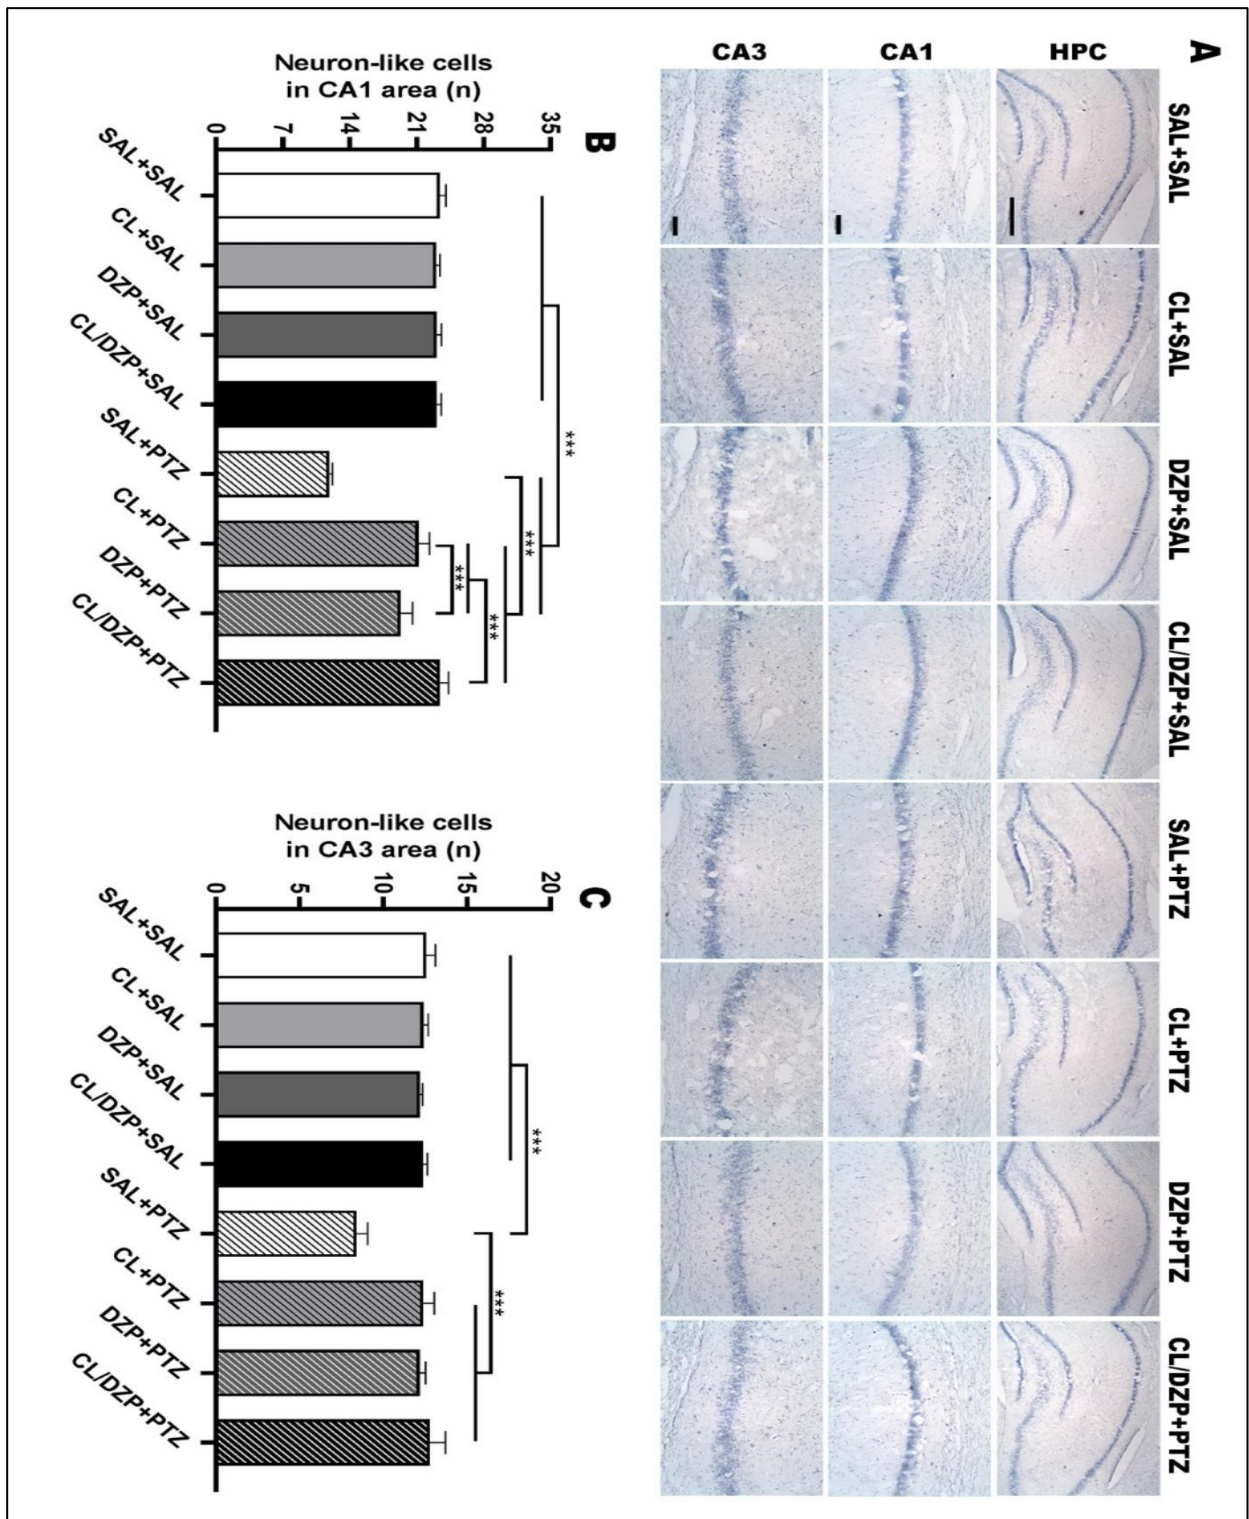 A
SAL+SAL
CL+SAL
DZP+SAL
CL/DZP+SAL
SAL+PTZ
CL+PTZ
DZP+PTZ
CL/DZP+PTZ
HPC
CA1
CA3
B
Neuron-like cells
in CA1 area (n)
35
28
21
14
7
0
***
***
***
***
SAL+SAL
CL+SAL
DZP+SAL
CL/DZP+SAL
SAL+PTZ
CL+PTZ
DZP+PTZ
CL/DZP+PTZ
C
Neuron-like cells
in CA3 area (n)
20
15
10
5
0
***
***
SAL+SAL
CL+SAL
DZP+SAL
CL/DZP+SAL
SAL+PTZ
CL+PTZ
DZP+PTZ
CL/DZP+PTZ